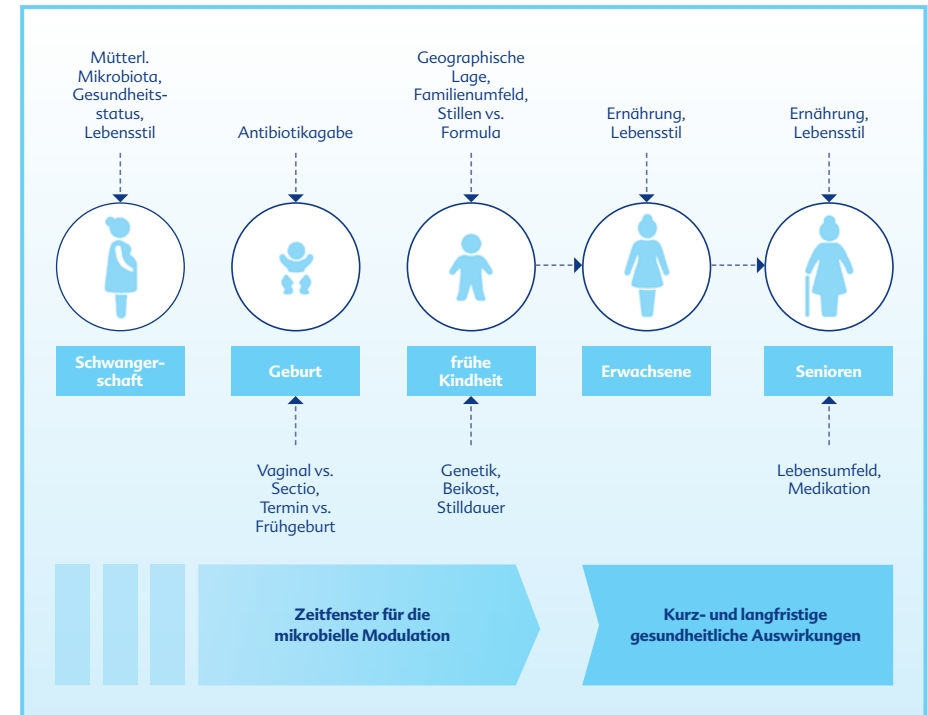 Mütterl.
Mikrobiota,
Gesundheits-
status,
Lebensstil
Antibiotikagabe
Geographische
Lage,
Familienumfeld,
Stillen vs.
Formula
Ernährung,
Lebensstil
Ernährung,
Lebensstil
Schwanger-
schaft
Geburt
frühe
Kindheit
Erwachsene
Senioren
Vaginal vs.
Sectio,
Termin vs.
Frühgeburt
Genetik,
Beikost,
Stilldauer
Lebensumfeld,
Medikation
Zeitfenster für die
mikrobielle Modulation
Kurz- und langfristige
gesundheitliche Auswirkungen